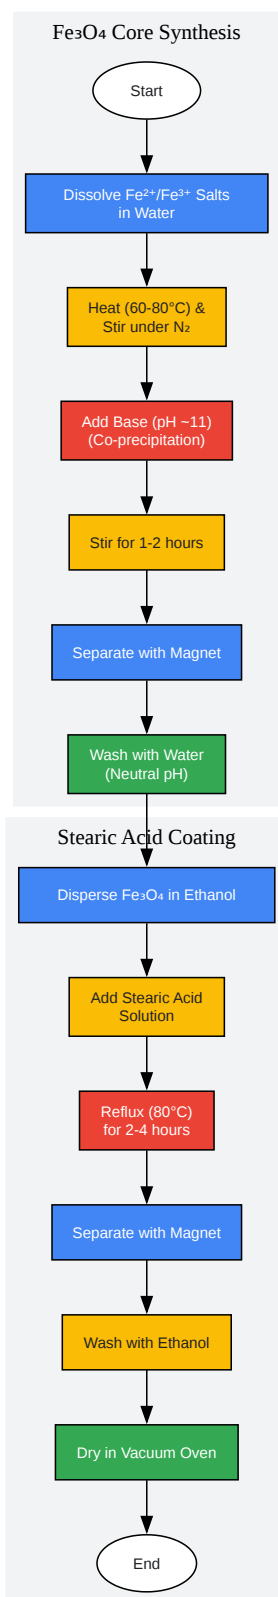 Fe₃O₄ Core Synthesis
Start
Dissolve Fe²⁺/Fe³⁺ Salts
in Water
Heat (60-80°C) &
Stir under N₂
Add Base (pH ~11)
(Co-precipitation)
Stir for 1-2 hours
Separate with Magnet
Wash with Water
(Neutral pH)
Stearic Acid Coating
Disperse Fe₃O₄ in Ethanol
Add Stearic Acid
Solution
Reflux (80°C)
for 2-4 hours
Separate with Magnet
Wash with Ethanol
Dry in Vacuum Oven
End